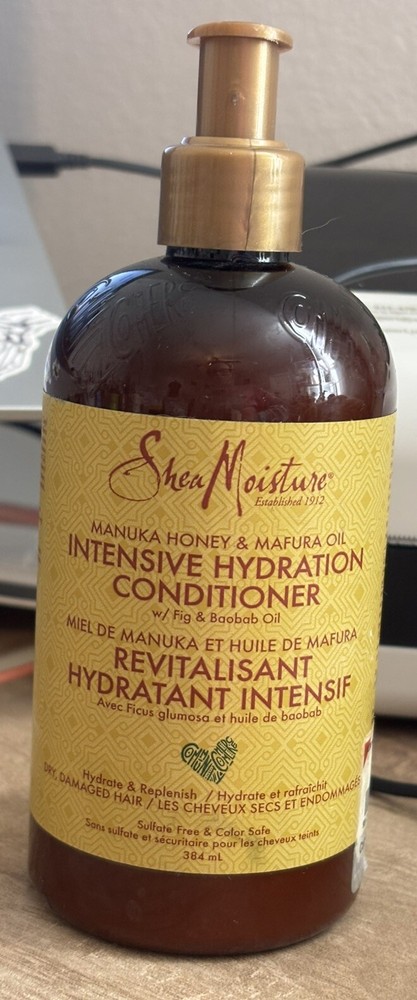 SheaMoisture®
Established 1912
MANUKA HONEY & MAFURA OIL
INTENSIVE HYDRATION
CONDITIONER
w/ Fig & Baobab Oil
MIEL DE MANUKA ET HUILE DE MAFURA
REVITALISANT
HYDRATANT INTENSIF
Avec Ficus glumosa et huile de baobab
Hydrate & Replenish / Hydrate et rafraîchit
DRY, DAMAGED HAIR / LES CHEVEUX SECS ET ENDOMMAGÉS
Sulfate Free & Color Safe
Sans sulfate et sécuritaire pour les cheveux teints
384 mL